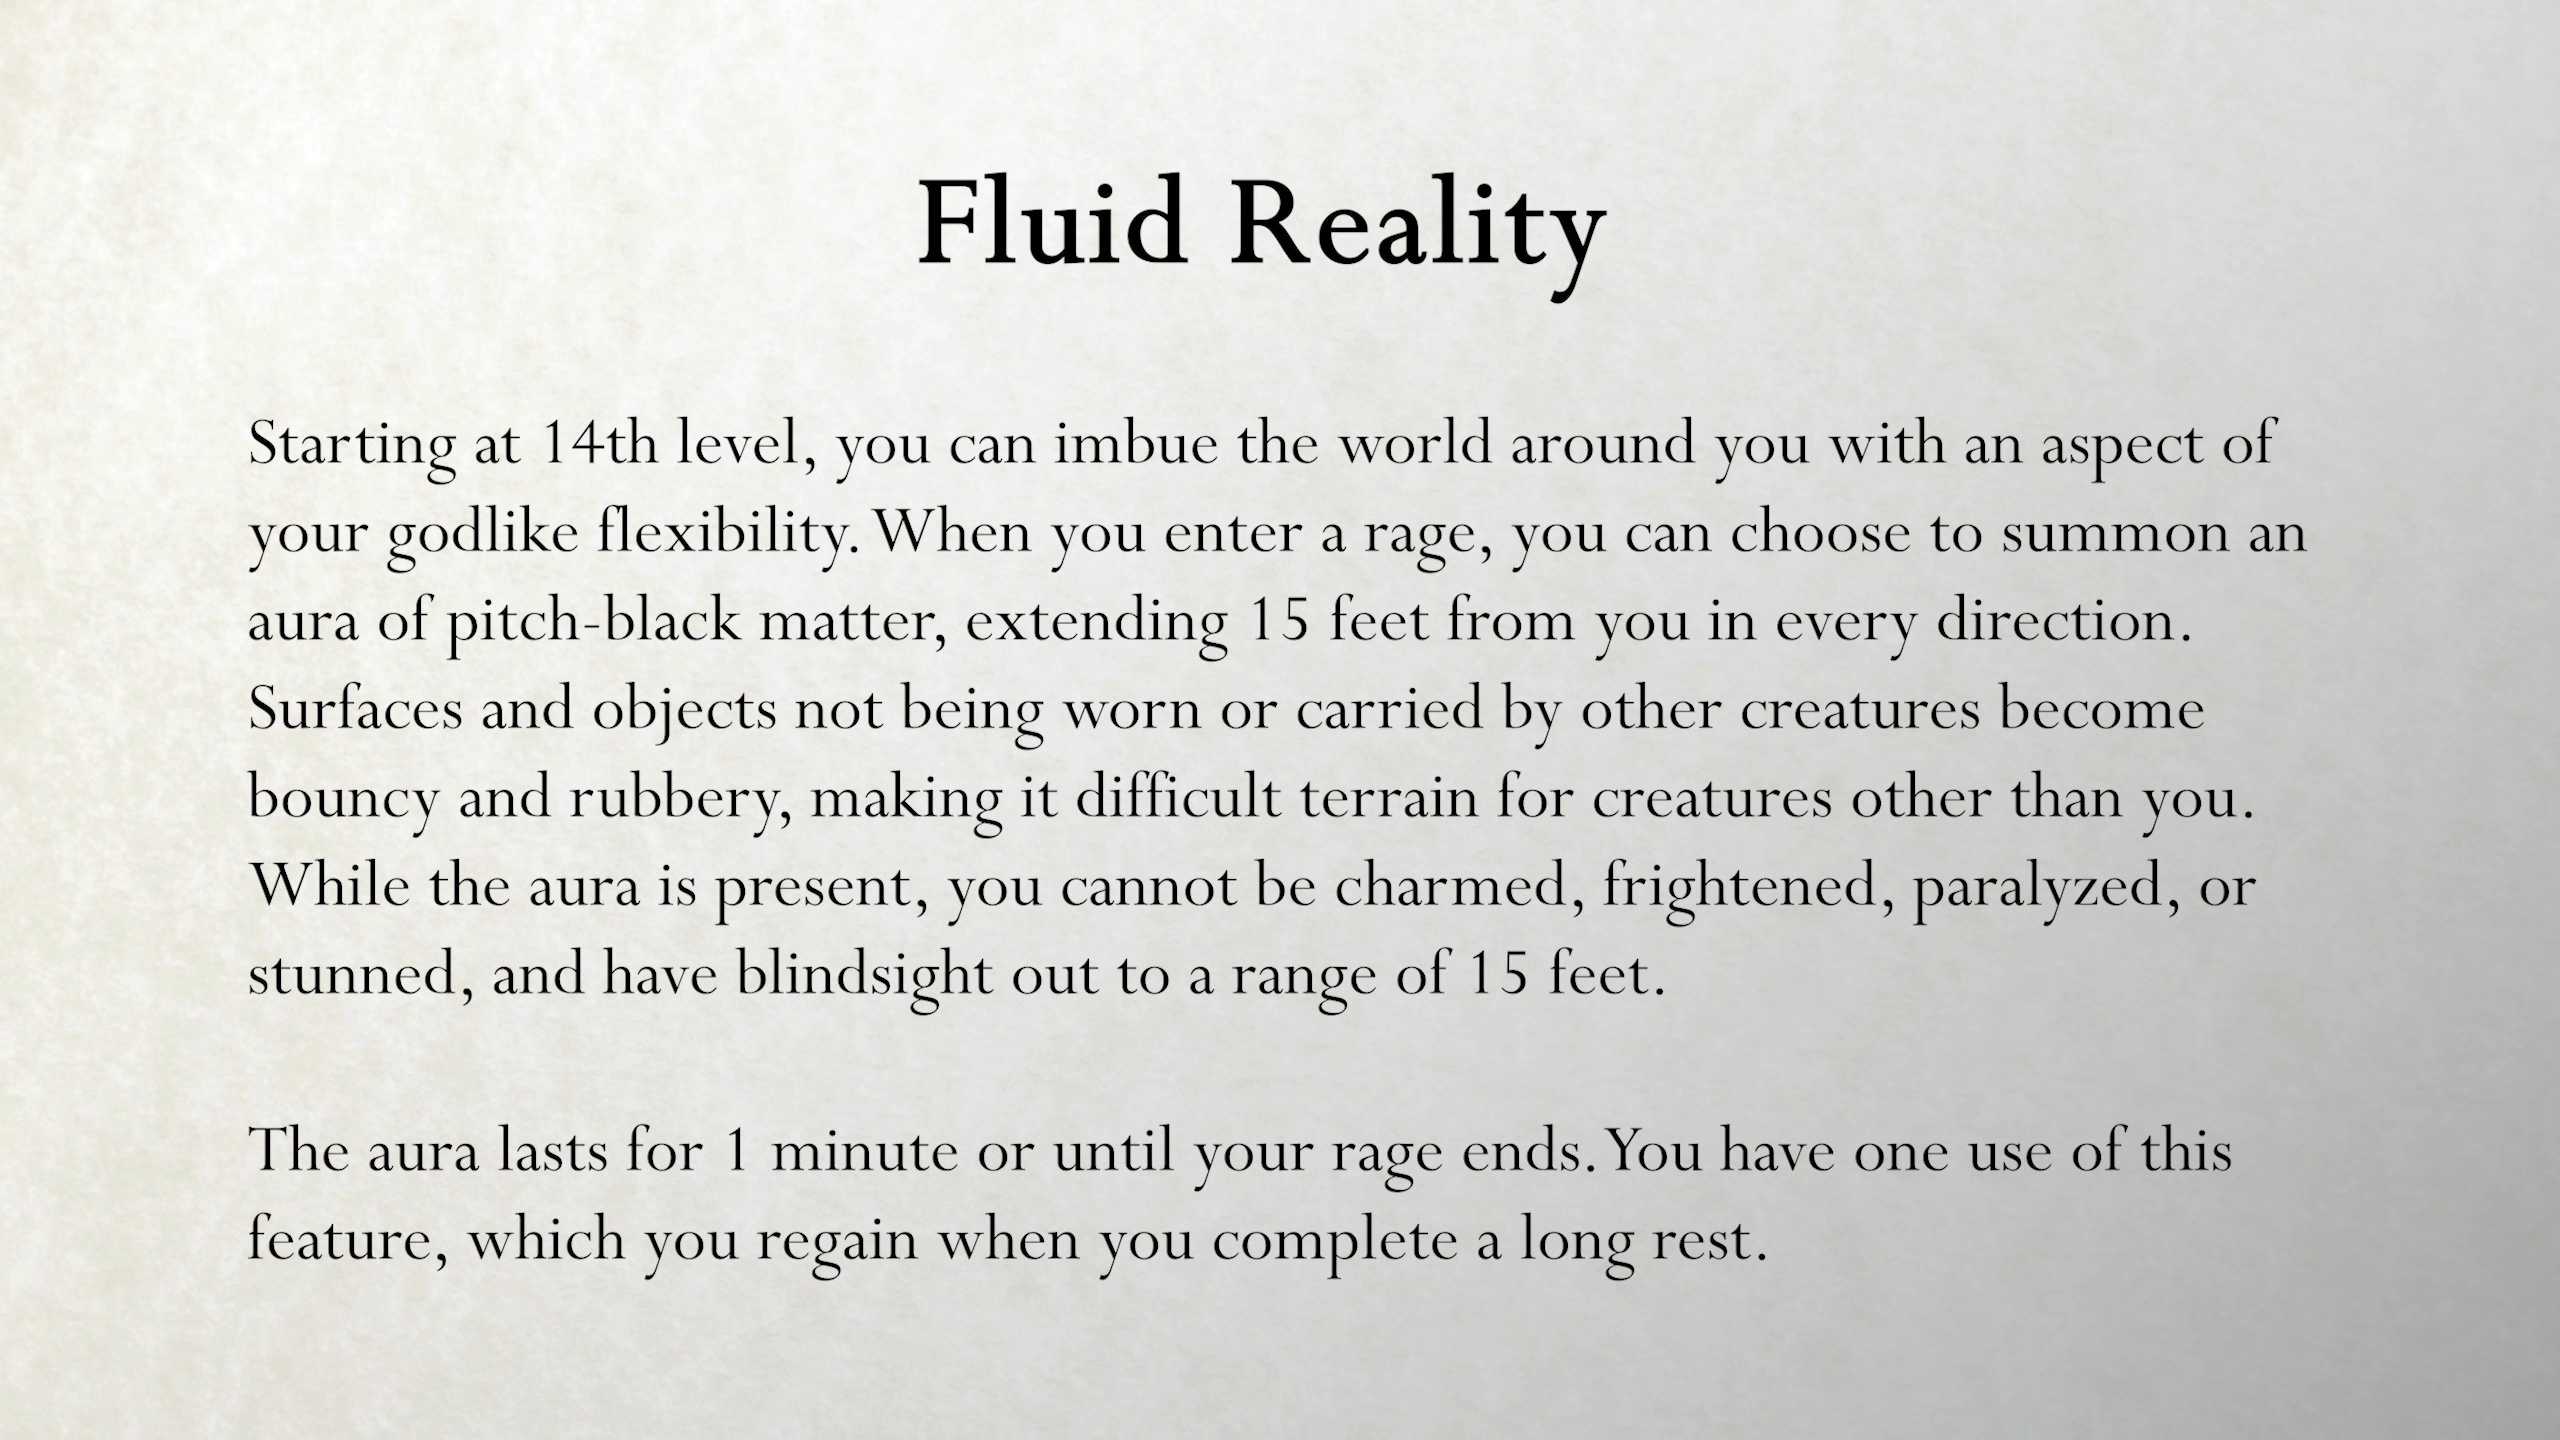 Fluid Reality
Starting at 14th level, you can imbue the world around you with an aspect of
your godlike flexibility. When you enter a rage, you can choose to summon an
aura of pitch-black matter, extending 15 feet from you in every direction.
Surfaces and objects not being worn or carried by other creatures become
bouncy and rubbery, making it difficult terrain for creatures other than you.
While the aura is present, you cannot be charmed, frightened, paralyzed, or
stunned, and have blindsight out to a range of 15 feet.
The aura lasts for 1 minute or until your rage ends. You have one use of this
feature, which you regain when you complete a long rest.